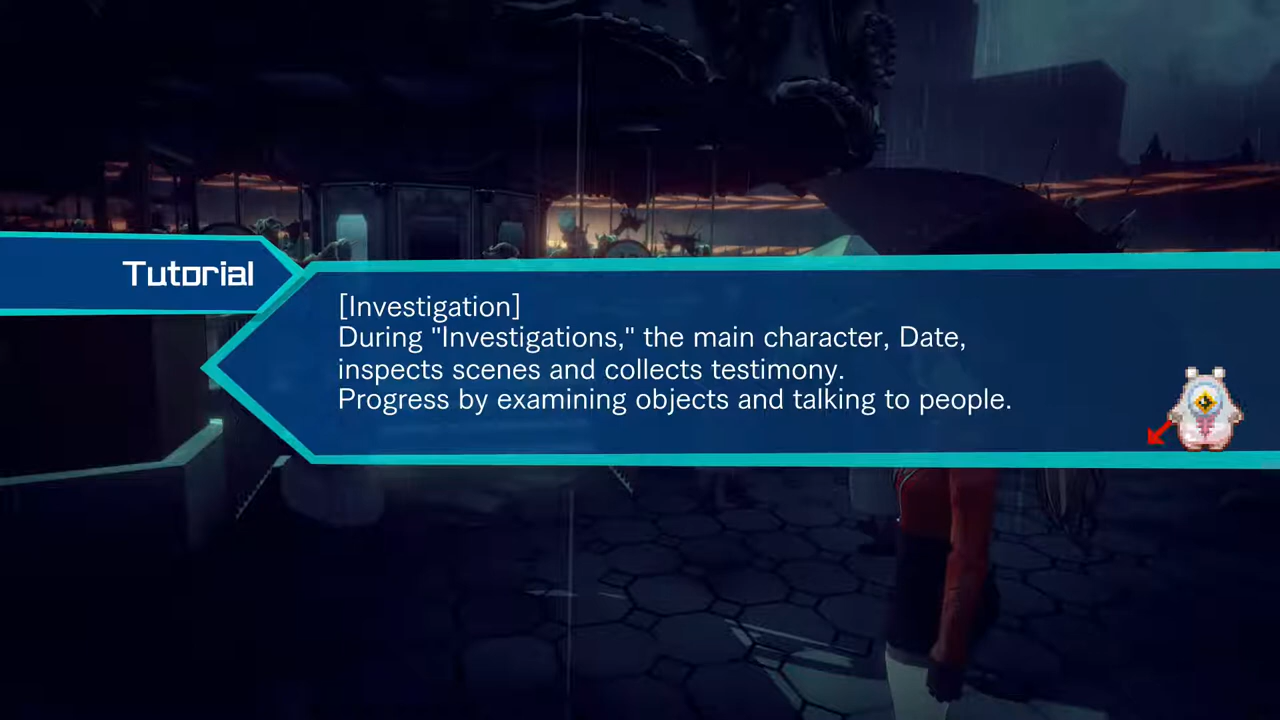 Tutorial
[Investigation]
During "Investigations," the main character, Date,
inspects scenes and collects testimony.
Progress by examining objects and talking to people.